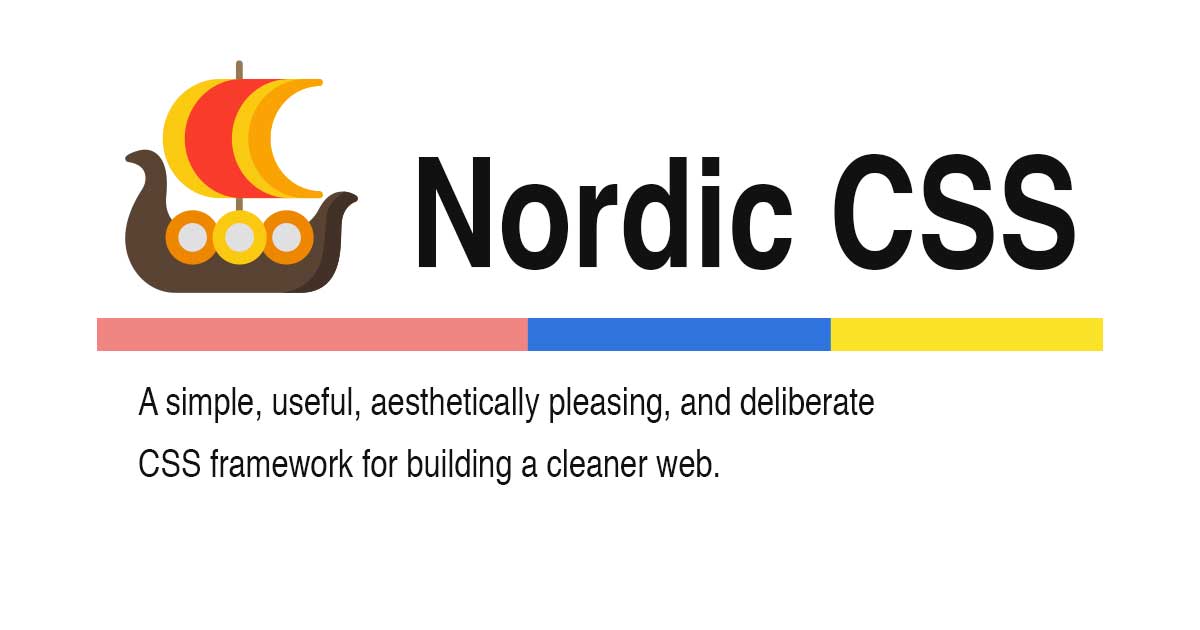 Nordic CSS
A simple, useful, aesthetically pleasing, and deliberate
CSS framework for building a cleaner web.